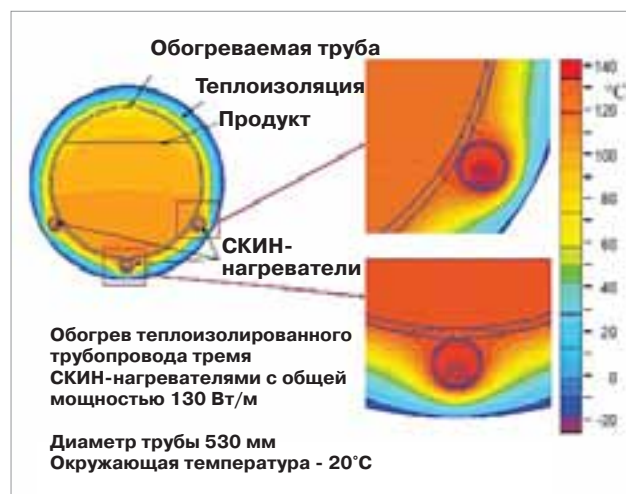 Обогреваемая труба
Теплоизоляция
Продукт
СКИН-
нагреватели
Обогрев теплоизолированного
трубопровода тремя
СКИН-нагревателями с общей
мощностью 130 Вт/м
Диаметр трубы 530 мм
Окружающая температура - 20°С
140
°С
120
100
80
60
40
20
0
-20